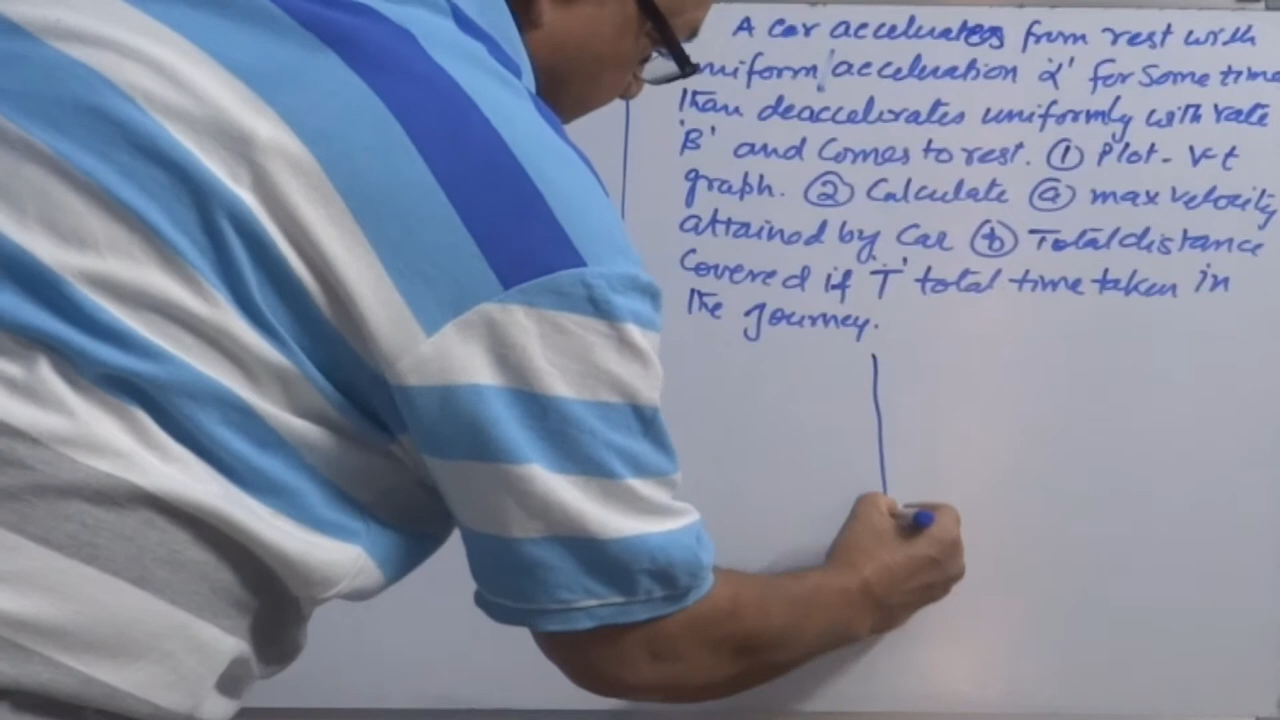 A car accelerates from rest with
uniform acceleration 'α' for some time
than deaccelerates uniformly with rate
'β' and Comes to rest. ① Plot - v-t
graph. ② Calculate ⓐ max velocity
attained by Car ⓑ Total distance
Covered if 'T' total time taken in
the journey.